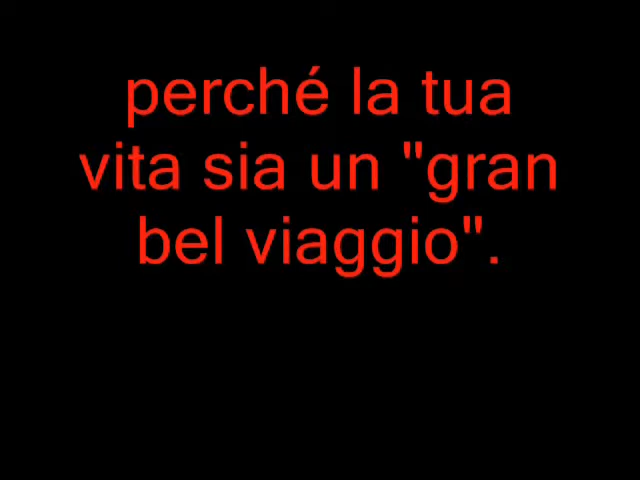 perché la tua
vita sia un "gran
bel viaggio".